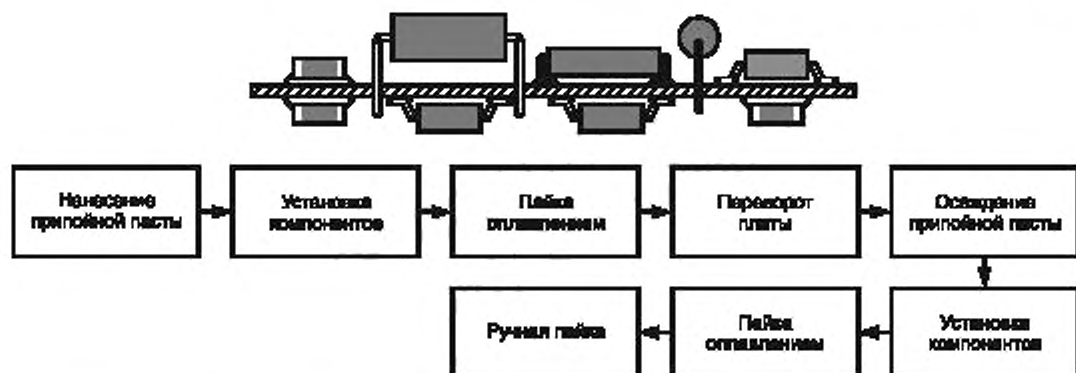 Нанесение
припойной пасты
Установка
компонентов
Пайка
оплавлением
Переворот
платы
Осаждение
припойной пасты
Установка
компонентов
Пайка
оплавлением
Ручная пайка